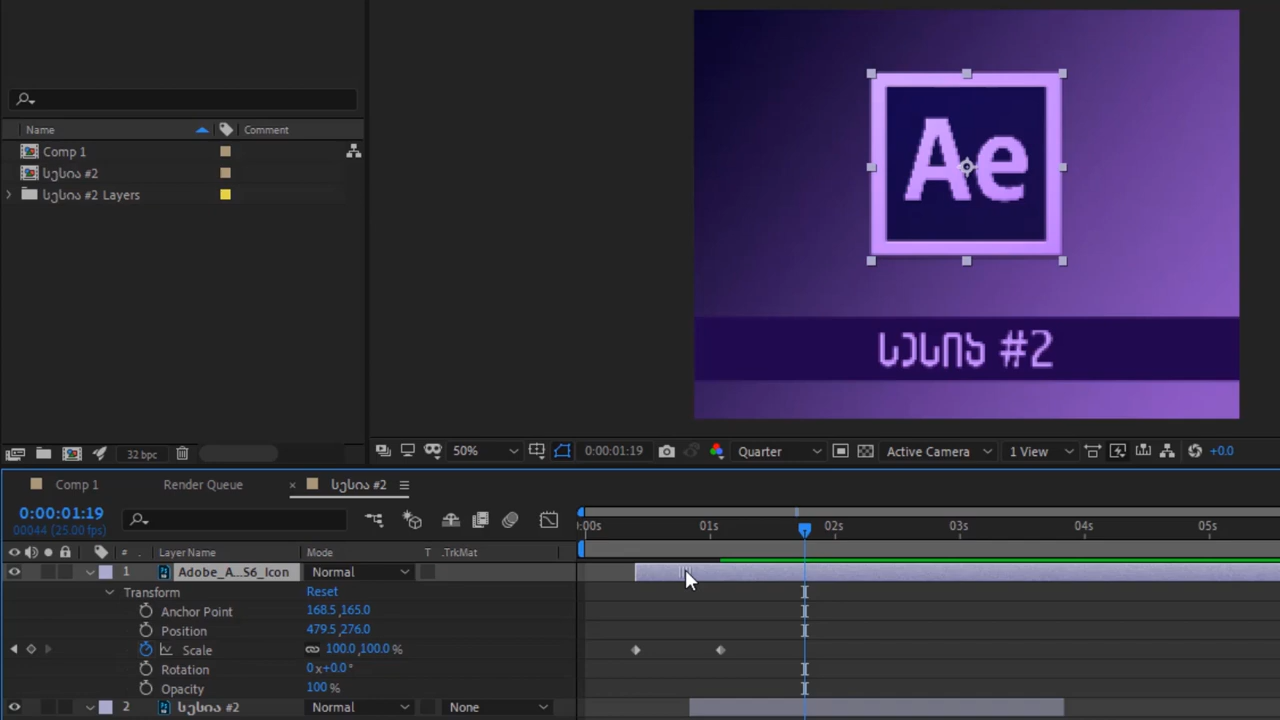 Ae
სესია #2
Name
Comment
Comp 1
სესია #2
სესია #2 Layers
32 bpc
50%
0:00:01:19
Quarter
Active Camera
1 View
+0.0
Comp 1
Render Queue
× სესია #2
0:00:01:19
00044 (25.00 fps)
:00s
01s
02s
03s
04s
05s
#
Layer Name
Mode
T .TrkMat
1
Adobe_A...S6_Icon
Normal
Transform
Reset
Anchor Point
168.5,165.0
Position
479.5,276.0
Scale
100.0,100.0 %
Rotation
0 x+0.0°
Opacity
100 %
2
სესია #2
Normal
None